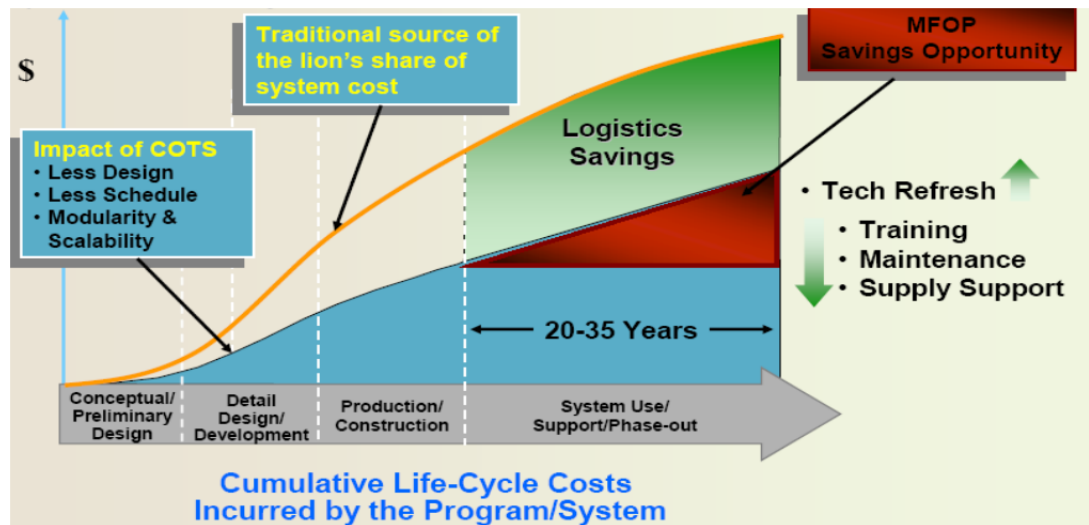 $
Traditional source of
the lion's share of
system cost
MFOP
Savings Opportunity
Impact of COTS
• Less Design
• Less Schedule
• Modularity &
Scalability
Logistics
Savings
• Tech Refresh
• Training
• Maintenance
• Supply Support
20-35 Years
Conceptual/
Preliminary
Design
Detail
Design/
Development
Production/
Construction
System Use/
Support/Phase-out
Cumulative Life-Cycle Costs
Incurred by the Program/System